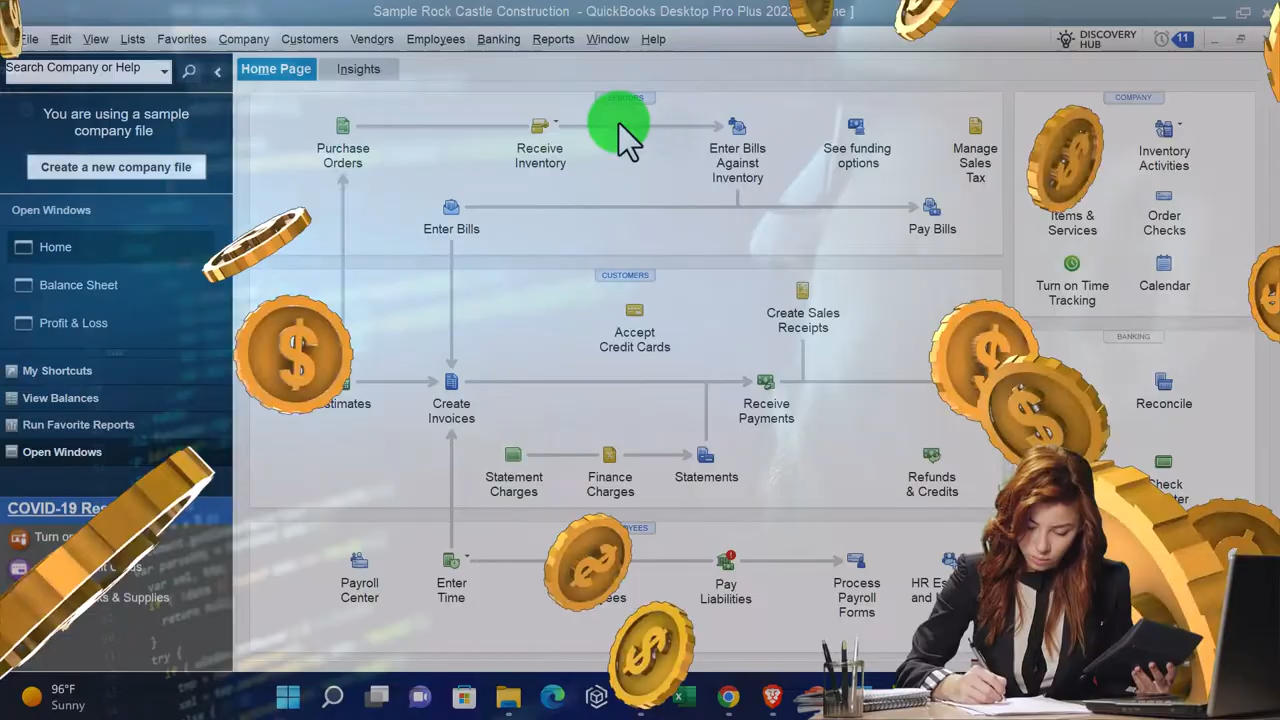 Sample Rock Castle Construction - QuickBooks Desktop Pro Plus
File Edit View Lists Favorites Company Customers Vendors Employees Banking Reports Window Help
DISCOVERY
HUB
11
Search Company or Help
Home Page Insights
You are using a sample
company file
Create a new company file
Open Windows
Home
Balance Sheet
Profit & Loss
My Shortcuts
View Balances
Run Favorite Reports
Open Windows
COVID-19
Turn
& Supplies
VENDORS
Purchase
Orders
Receive
Inventory
Enter Bills
Against
Inventory
See funding
options
Manage
Sales
Tax
Enter Bills
Pay Bills
CUSTOMERS
Accept
Credit Cards
Create Sales
Receipts
Estimates
Create
Invoices
Receive
Payments
Statement
Charges
Finance
Charges
Statements
Refunds
& Credits
Payroll
Center
Enter
Time
Pay
Liabilities
Process
Payroll
Forms
HR
COMPANY
Inventory
Activities
Items &
Services
Order
Checks
Turn on Time
Tracking
Calendar
BANKING
Reconcile
Check
96°F
Sunny